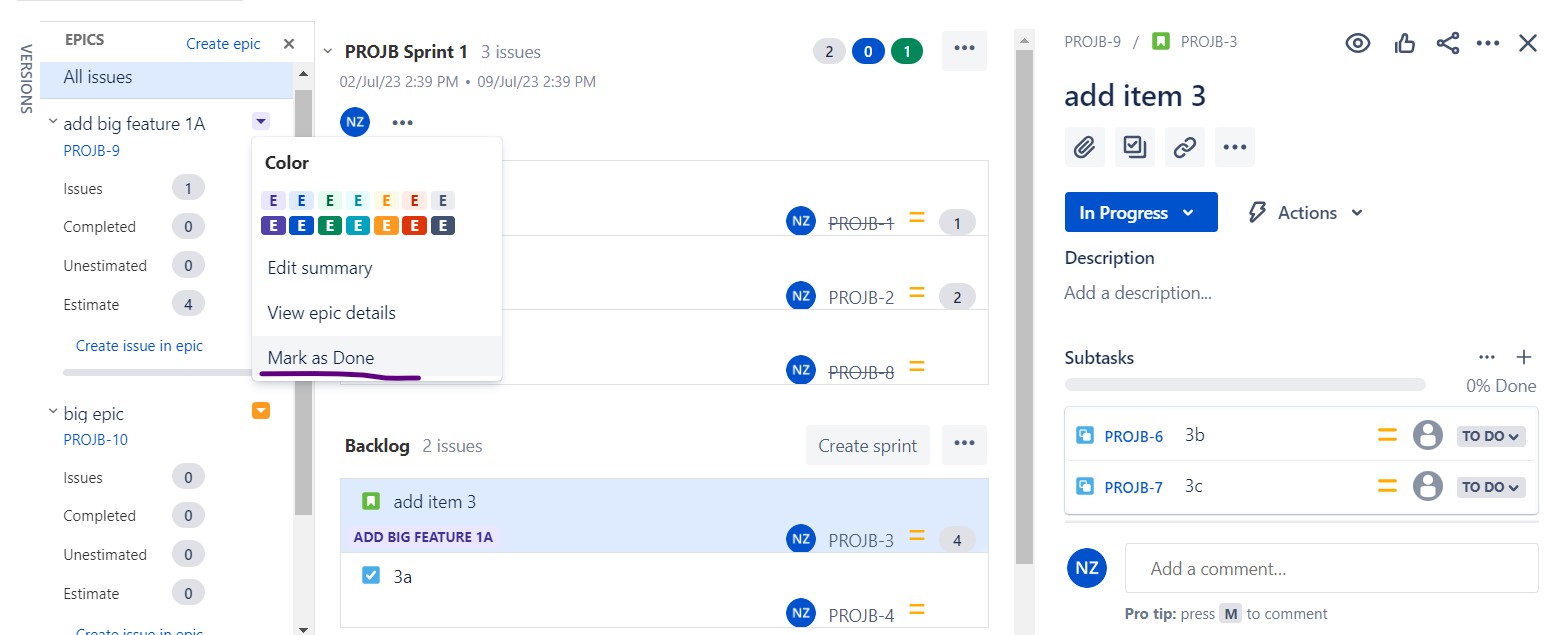 VERSIONS
EPICS
Create epic
All issues
add big feature 1A
PROJB-9
Issues 1
Completed 0
Unestimated 0
Estimate 4
Create issue in epic
big epic
PROJB-10
Issues 0
Completed 0
Unestimated 0
Estimate 0
Create issue in epic
Color
E E E E E E E
E E E E E E E
Edit summary
View epic details
Mark as Done
PROJB Sprint 1 3 issues
2 0 1
02/Jul/23 2:39 PM • 09/Jul/23 2:39 PM
NZ
NZ PROJB-1 1
NZ PROJB-2 2
NZ PROJB-8
Backlog 2 issues
Create sprint
add item 3
ADD BIG FEATURE 1A
NZ PROJB-3 4
3a
NZ PROJB-4
PROJB-9 / PROJB-3
add item 3
In Progress
Actions
Description
Add a description...
Subtasks
0% Done
PROJB-6 3b TO DO
PROJB-7 3c TO DO
NZ
Add a comment...
Pro tip: press M to comment